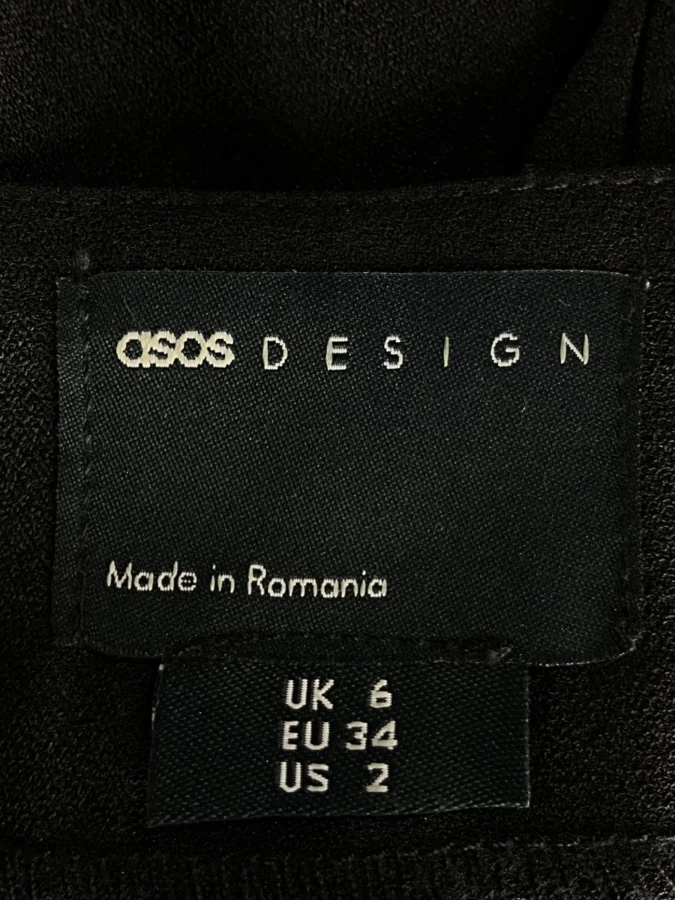 asos DESIGN
Made in Romania
UK 6
EU 34
US 2